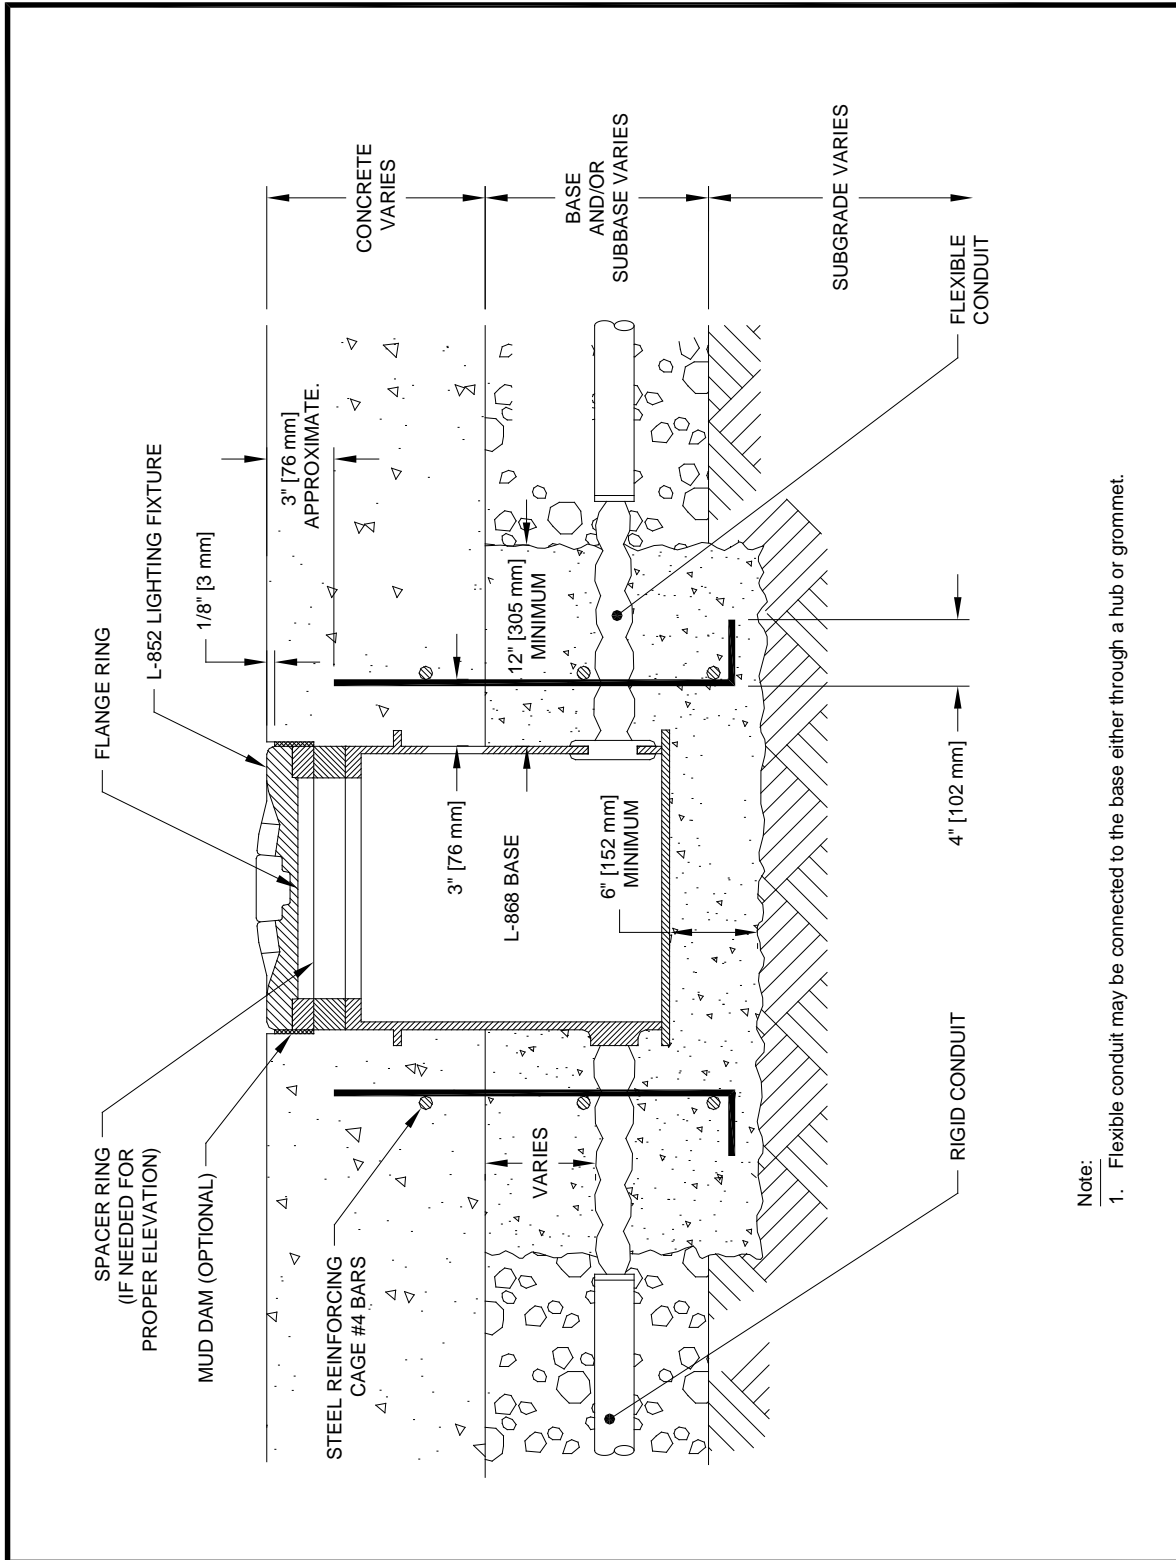 SPACER RING
(IF NEEDED FOR
PROPER ELEVATION)
MUD DAM (OPTIONAL)
STEEL REINFORCING
CAGE #4 BARS
FLANGE RING
L-852 LIGHTING FIXTURE
1/8" [3 mm]
3" [76 mm]
APPROXIMATE.
CONCRETE
VARIES
BASE
AND/OR
SUBBASE VARIES
SUBGRADE VARIES
3" [76 mm]
L-868 BASE
12" [305 mm]
MINIMUM
6" [152 mm]
MINIMUM
VARIES
4" [102 mm]
FLEXIBLE
CONDUIT
RIGID CONDUIT
Note:
1. Flexible conduit may be connected to the base either through a hub or grommet.